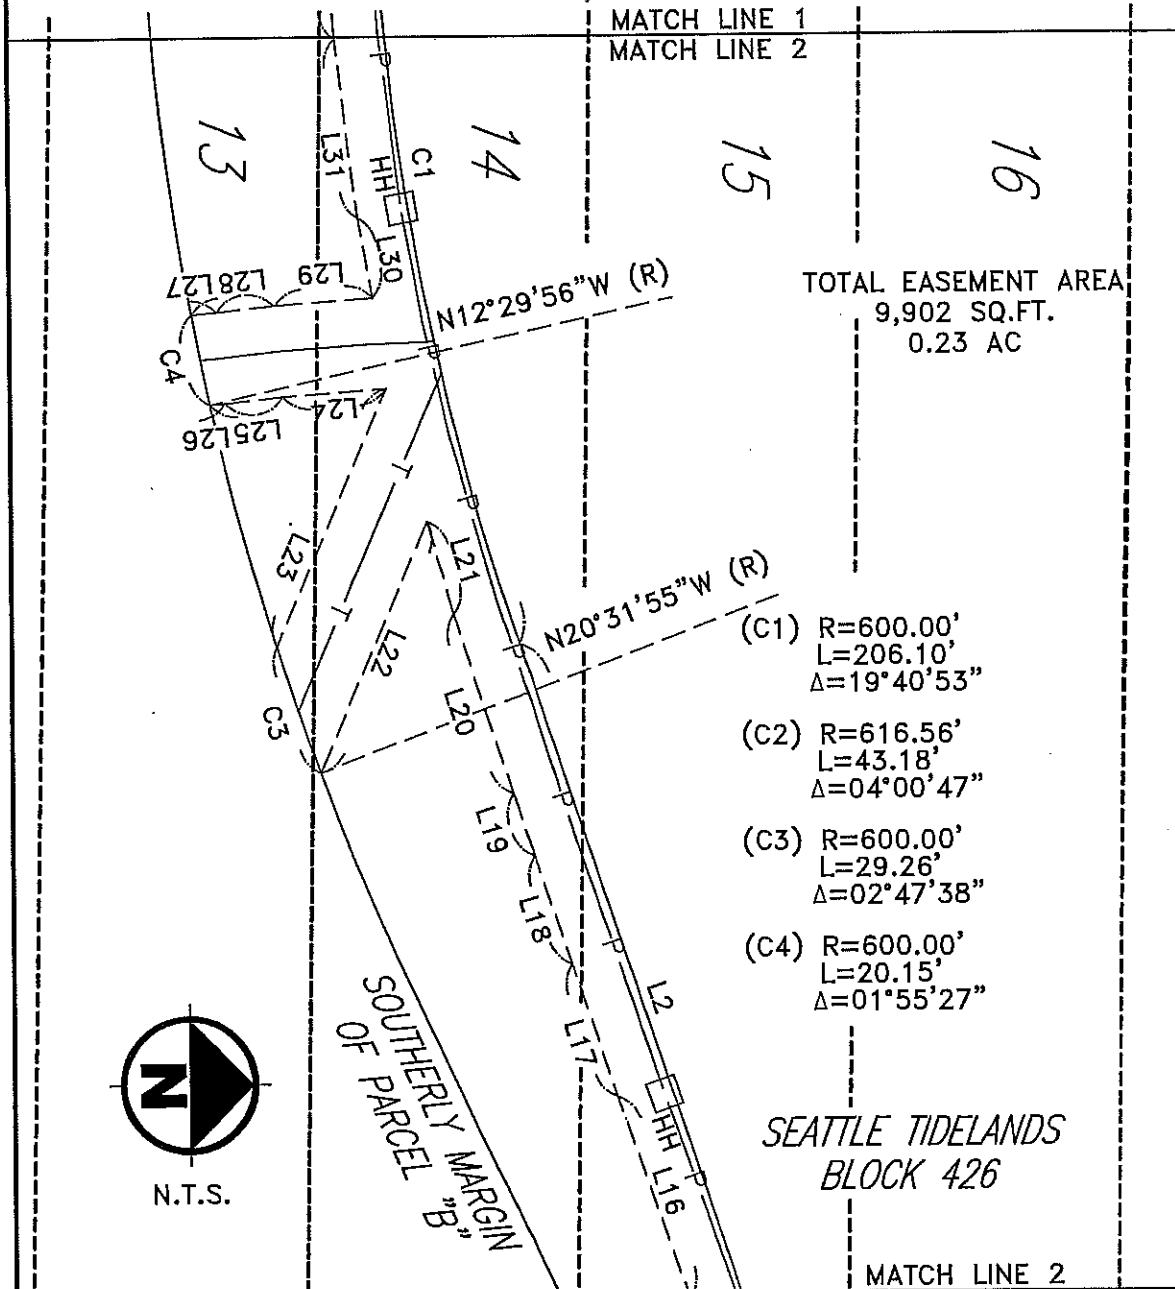 MATCH LINE 1
MATCH LINE 2
13
14
15
16
P
L31
HH
C1
L30
L27
L28
L29
N12°29'56"W (R)
TOTAL EASEMENT AREA
9,902 SQ.FT.
0.23 AC
C4
P
L26
L25
L24
T
P
L23
L21
L22
T
P
N20°31'55"W (R)
C3
L20
(C1) R=600.00'
L=206.10'
Δ=19°40'53"
(C2) R=616.56'
L=43.18'
Δ=04°00'47"
(C3) R=600.00'
L=29.26'
Δ=02°47'38"
(C4) R=600.00'
L=20.15'
Δ=01°55'27"
P
L19
L18
P
L2
L17
HH
P
L16
SOUTHERLY MARGIN
OF PARCEL "B"
N
N.T.S.
SEATTLE TIDELANDS
BLOCK 426
MATCH LINE 2